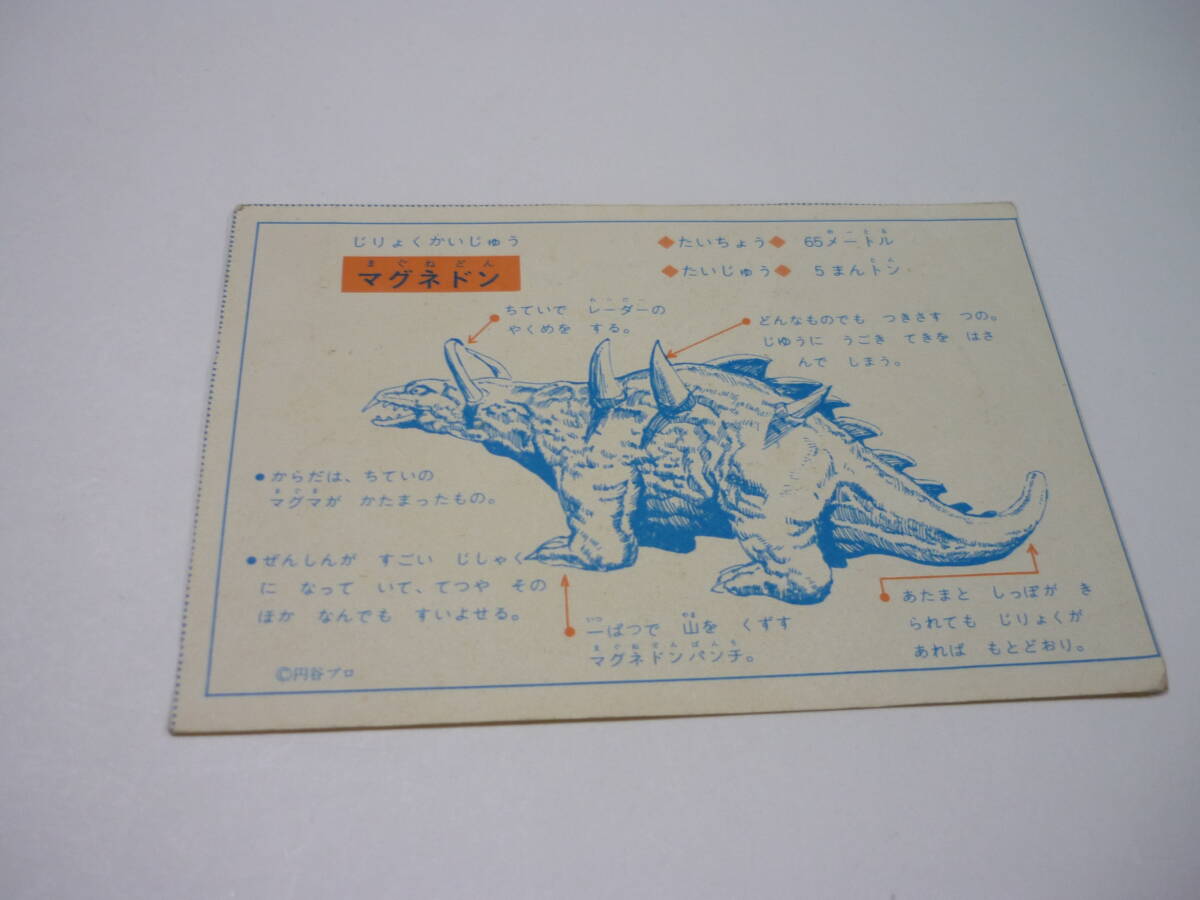 じりょくかいじゅう
まぐねどん
マグネドン
◆たいちょう◆ 65メートル
◆たいじゅう◆ 5まんトン
ちていで レーダーの
やくめを する。
どんなものでも つきさす つの。
じゆうに うごき てきを はさ
んで しまう。
●からだは、ちていの
マグマが かたまったもの。
●ぜんしんが すごい じしゃく
に なって いて、てつや その
ほか なんでも すいよせる。
一ぱつで 山を くずす
マグネドンパンチ。
あたまと しっぽが き
られても じりょくが
あれば もとどおり。
©円谷プロ